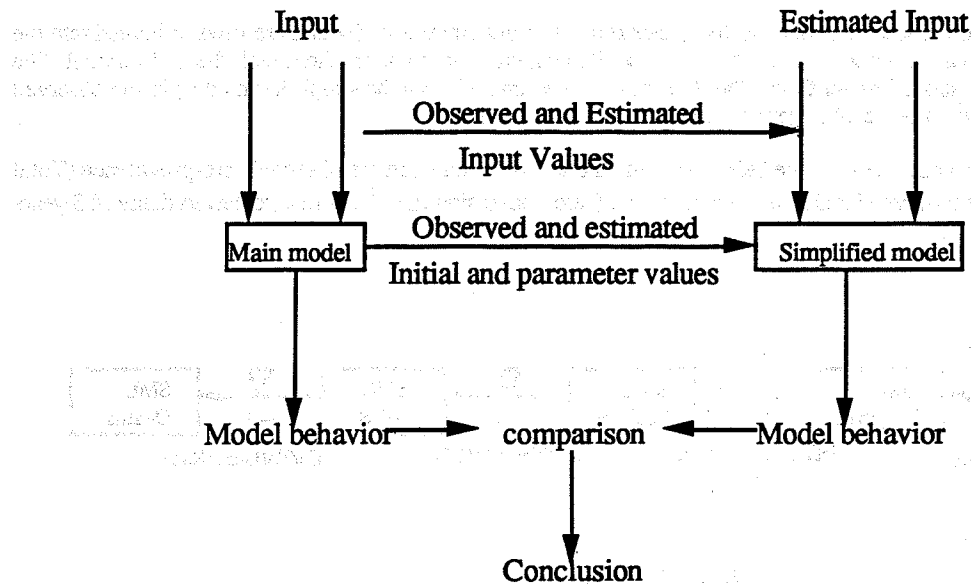 Input
Estimated Input
Observed and Estimated
Input Values
Main model
Observed and estimated
Simplified model
Initial and parameter values
Model behavior
comparison
Model behavior
Conclusion